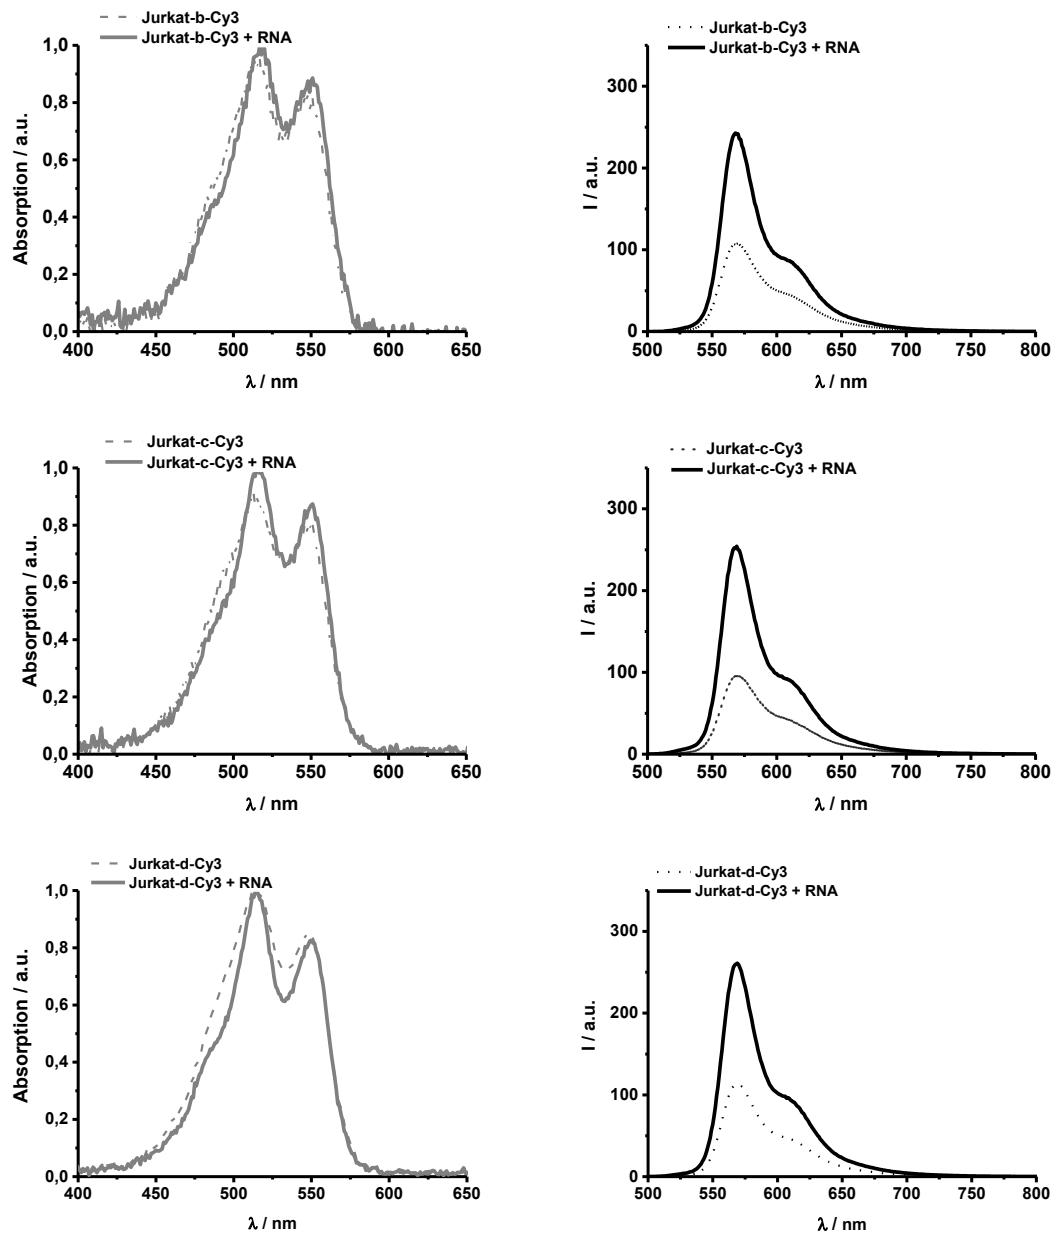 Jurkat-b-Cy3
Jurkat-b-Cy3 + RNA
1,0
0,8
0,6
0,4
0,2
0,0
Absorption / a.u.
400 450 500 550 600 650
λ / nm
Jurkat-b-Cy3
Jurkat-b-Cy3 + RNA
300
200
100
0
I / a.u.
500 550 600 650 700 750 800
λ / nm
Jurkat-c-Cy3
Jurkat-c-Cy3 + RNA
1,0
0,8
0,6
0,4
0,2
0,0
Absorption / a.u.
400 450 500 550 600 650
λ / nm
Jurkat-c-Cy3
Jurkat-c-Cy3 + RNA
300
200
100
0
I / a.u.
500 550 600 650 700 750 800
λ / nm
Jurkat-d-Cy3
Jurkat-d-Cy3 + RNA
1,0
0,8
0,6
0,4
0,2
0,0
Absorption / a.u.
400 450 500 550 600 650
λ / nm
Jurkat-d-Cy3
Jurkat-d-Cy3 + RNA
300
200
100
0
I / a.u.
500 550 600 650 700 750 800
λ / nm